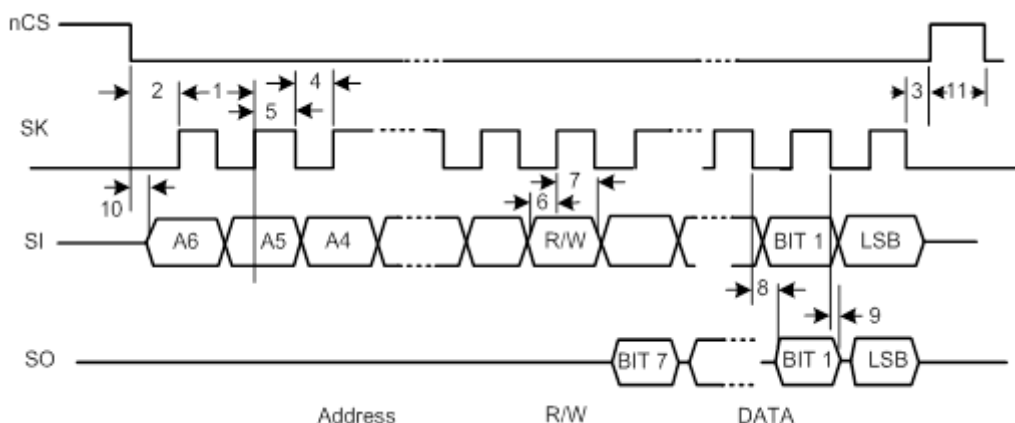 nCS
2 1 4 3 11
5
SK
7
10 6
SI A6 A5 A4 R/W BIT 1 LSB
8 9
SO BIT 7 BIT 1 LSB
Address R/W DATA